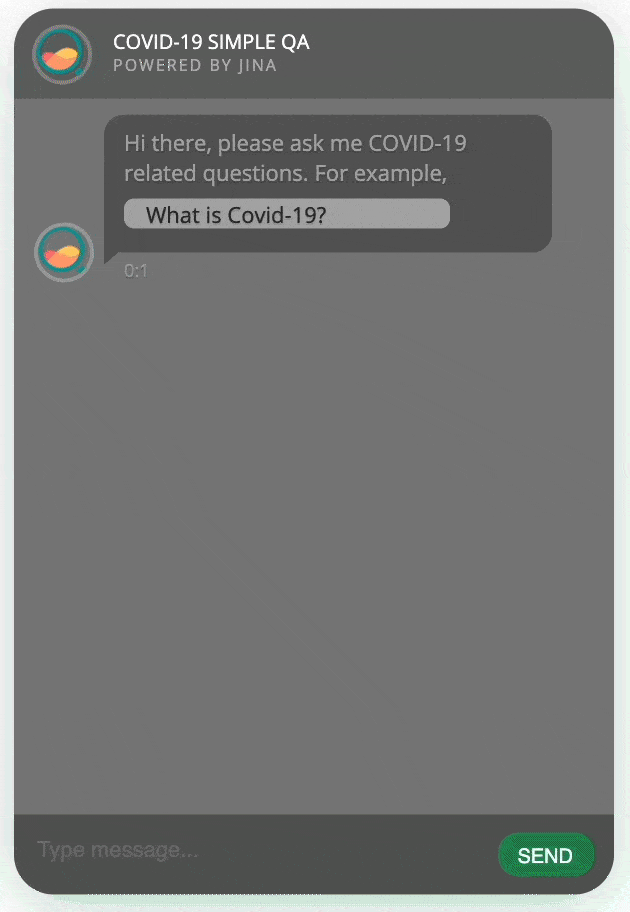 COVID-19 SIMPLE QA
POWERED BY JINA
Hi there, please ask me COVID-19
related questions. For example,
What is Covid-19?
0:1
Type message...
SEND